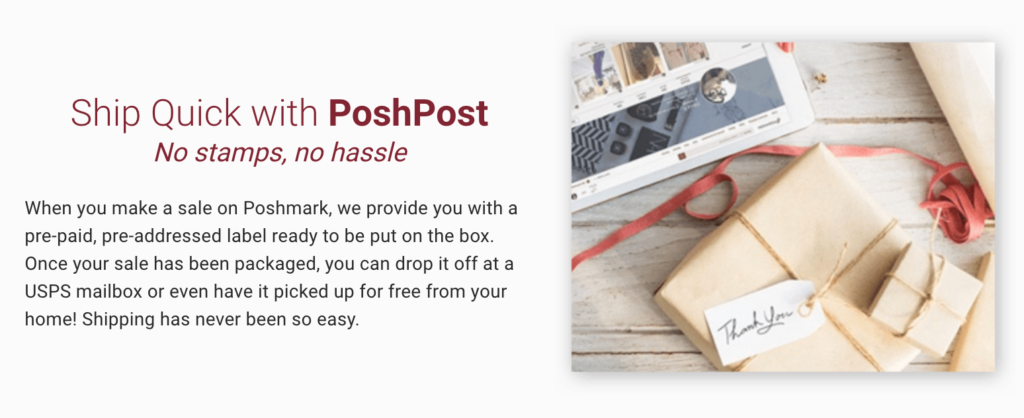 Ship Quick with PoshPost
No stamps, no hassle
When you make a sale on Poshmark, we provide you with a
pre-paid, pre-addressed label ready to be put on the box.
Once your sale has been packaged, you can drop it off at a
USPS mailbox or even have it picked up for free from your
home! Shipping has never been so easy.
Thank You